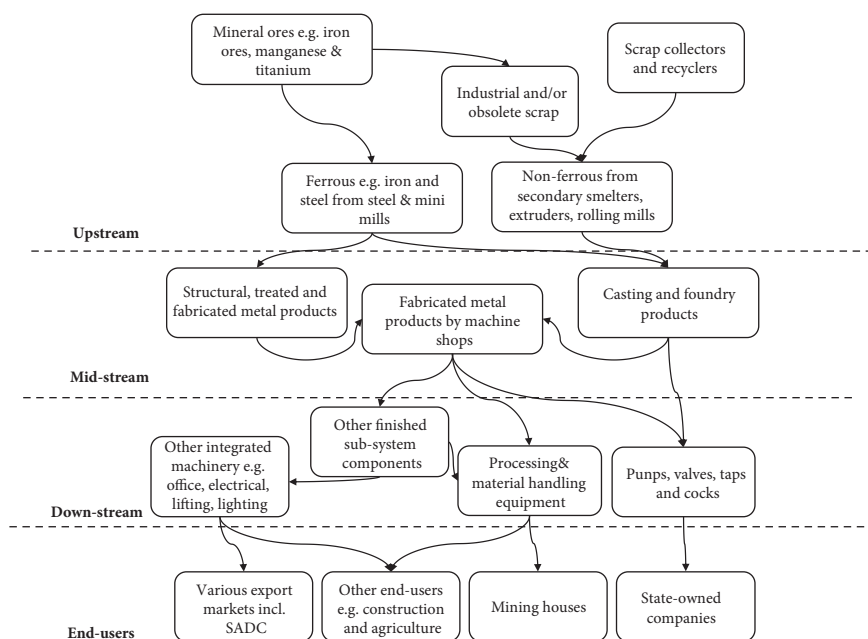 Mineral ores e.g. iron
ores, manganese &
titanium
Scrap collectors
and recyclers
Industrial and/or
obsolete scrap
Ferrous e.g. iron and
steel from steel & mini
mills
Non-ferrous from
secondary smelters,
extruders, rolling mills
Upstream
Structural, treated and
fabricated metal products
Fabricated metal
products by machine
shops
Casting and foundry
products
Mid-stream
Other finished
sub-system
components
Other integrated
machinery e.g.
office, electrical,
lifting, lighting
Processing&
material handling
equipment
Punps, valves, taps
and cocks
Down-stream
Various export
markets incl.
SADC
Other end-users
e.g. construction
and agriculture
Mining houses
State-owned
companies
End-users